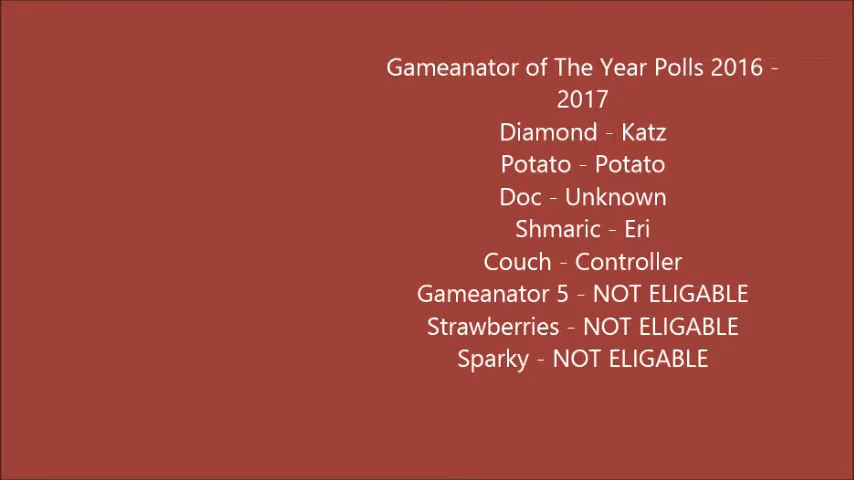 Gameanator of The Year Polls 2016 -
2017
Diamond - Katz
Potato - Potato
Doc - Unknown
Shmaric - Eri
Couch - Controller
Gameanator 5 - NOT ELIGABLE
Strawberries - NOT ELIGABLE
Sparky - NOT ELIGABLE